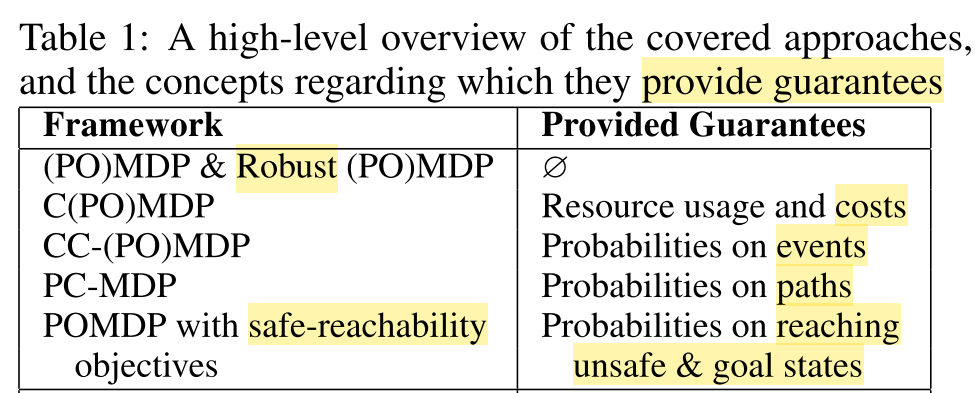 Table 1: A high-level overview of the covered approaches,
and the concepts regarding which they provide guarantees
Framework Provided Guarantees
(PO)MDP & Robust (PO)MDP ∅
C(PO)MDP Resource usage and costs
CC-(PO)MDP Probabilities on events
PC-MDP Probabilities on paths
POMDP with safe-reachability Probabilities on reaching
objectives unsafe & goal states